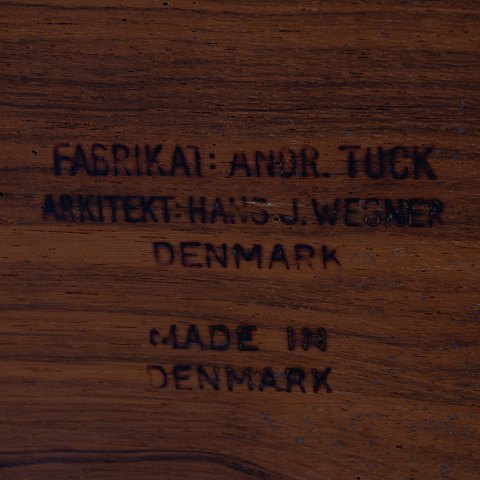 FABRIKAT: ANDR. TUCK
ARKITEKT: HANS J. WEGNER
DENMARK
MADE IN
DENMARK